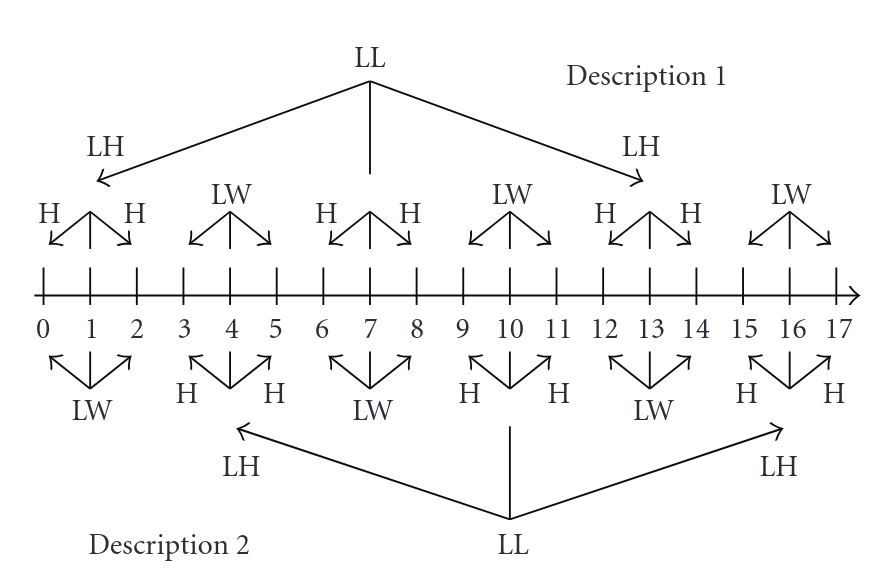 LL
Description 1
LH LH
LW LW LW
H H H H H H
0 1 2 3 4 5 6 7 8 9 10 11 12 13 14 15 16 17
H H H H H H
LW LW LW
LH LH
Description 2 LL